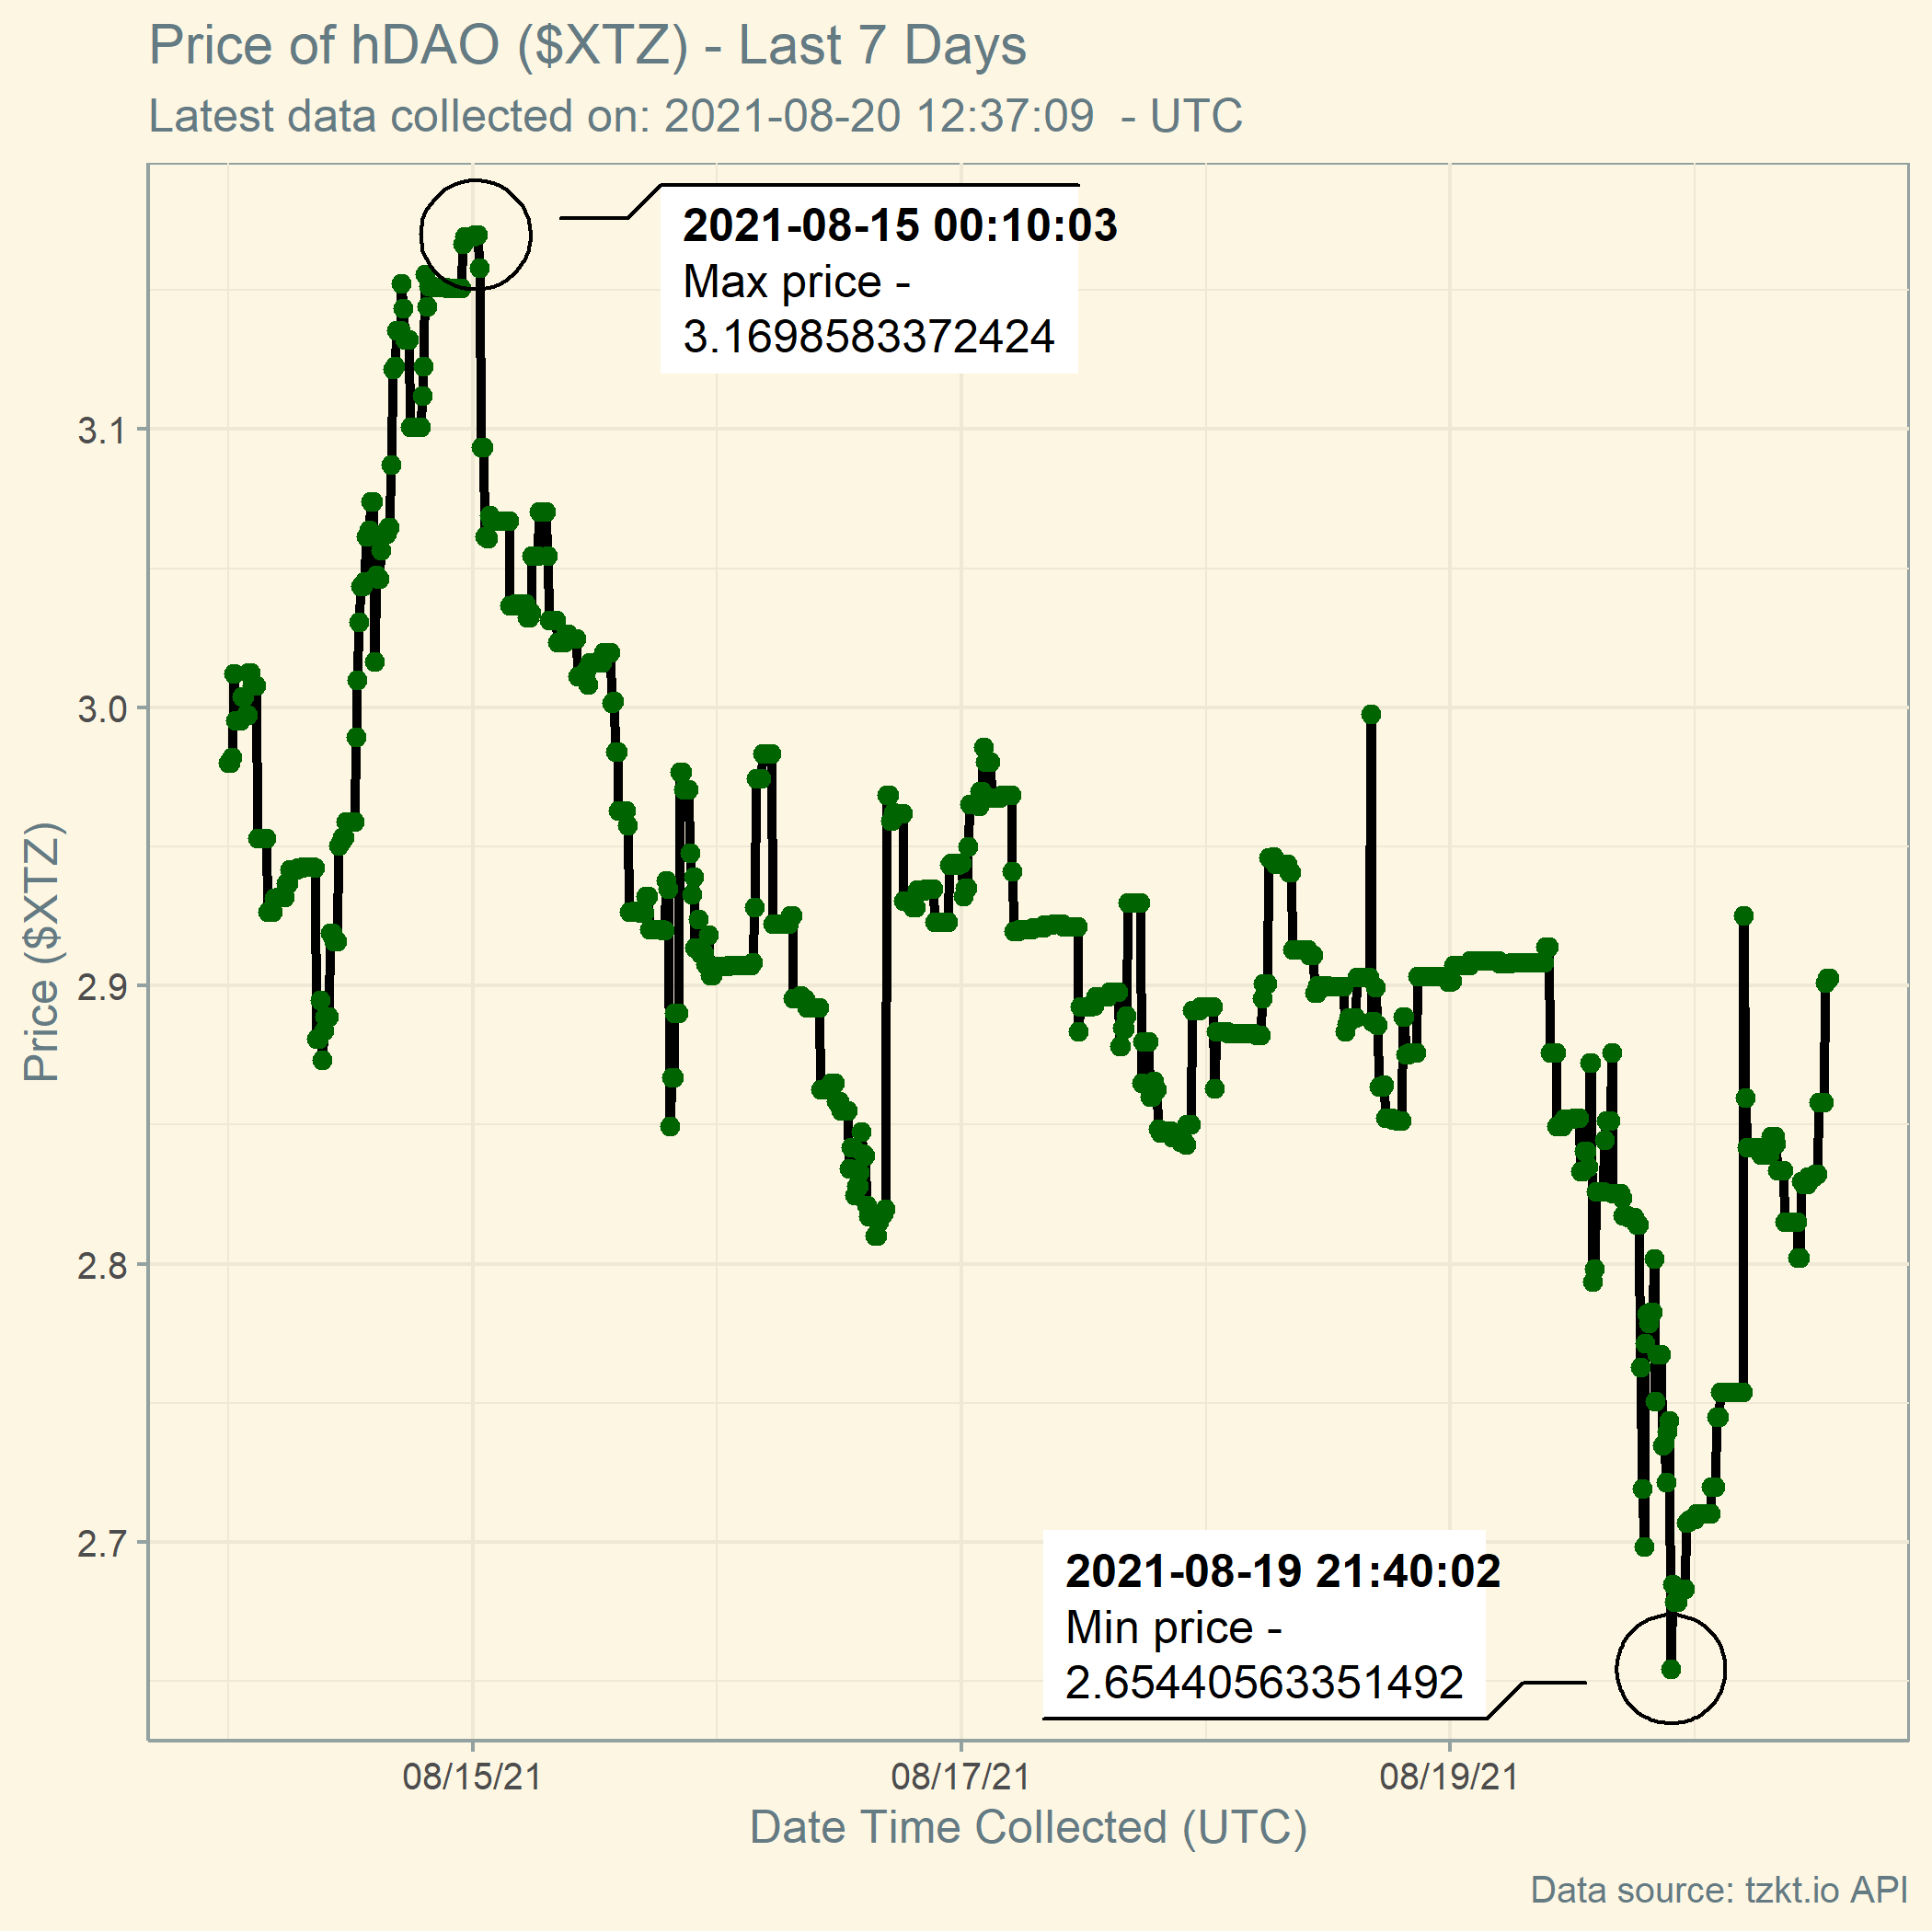 Price of hDAO ($XTZ) - Last 7 Days
Latest data collected on: 2021-08-20 12:37:09  - UTC
2021-08-15 00:10:03
Max price -
3.1698583372424
3.1
3.0
2.9
2.8
2.7
Price ($XTZ)
2021-08-19 21:40:02
Min price -
2.65440563351492
08/15/21
08/17/21
08/19/21
Date Time Collected (UTC)
Data source: tzkt.io API